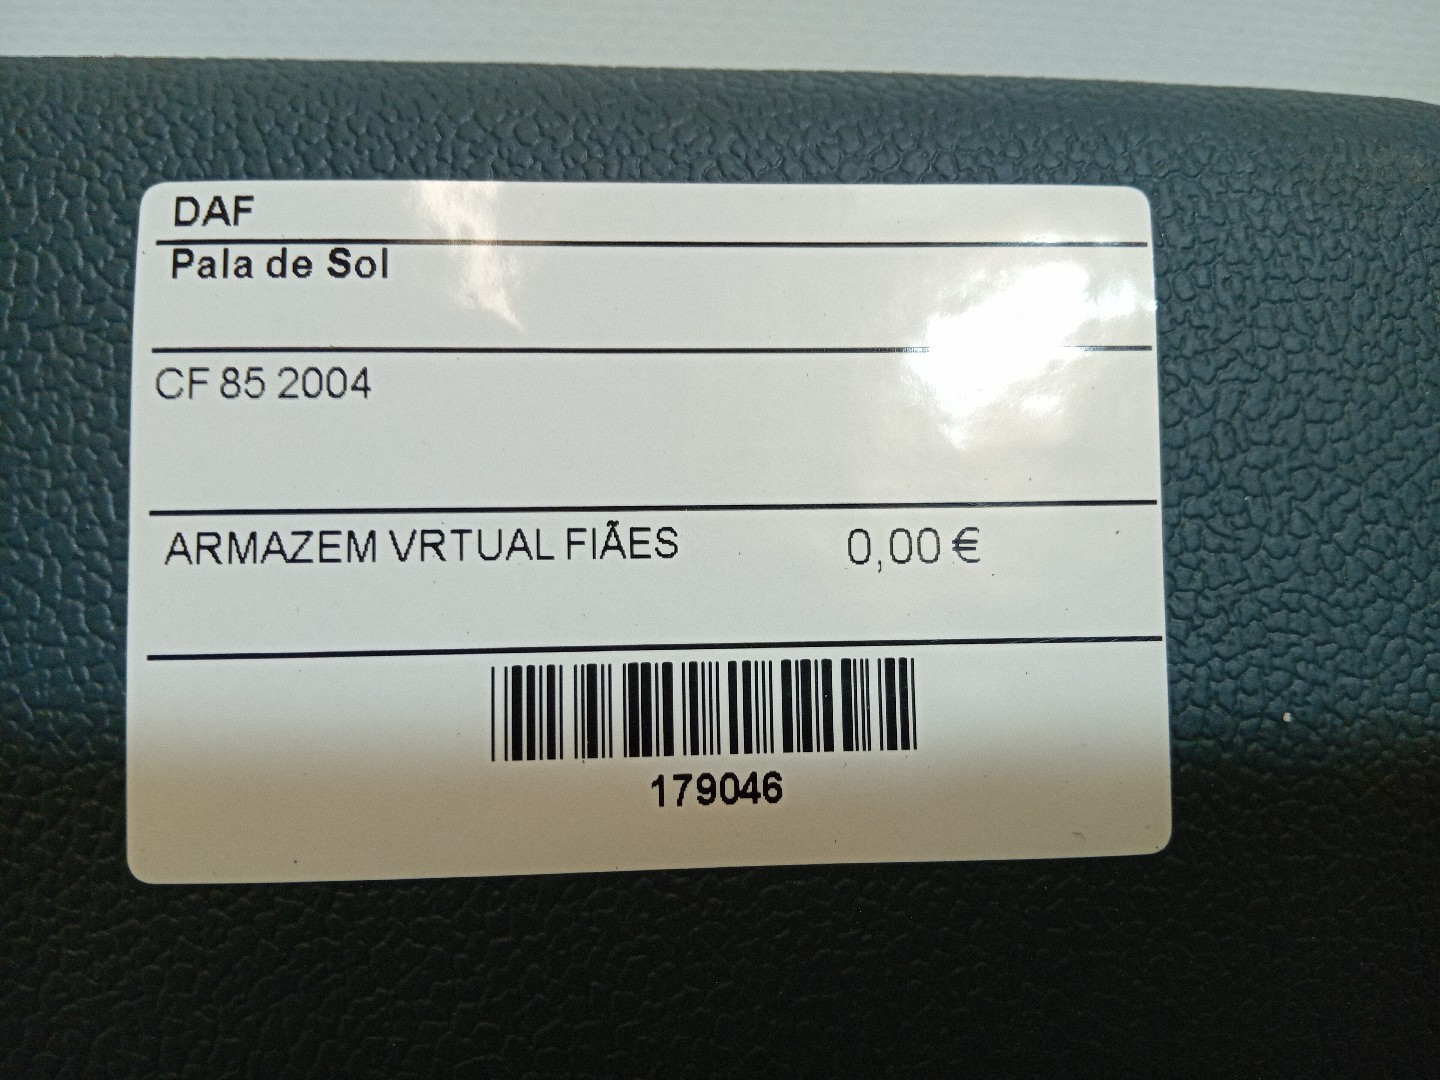 DAF
Pala de Sol
CF 85 2004
ARMAZEM VRTUAL FIÃES 0,00 €
179046